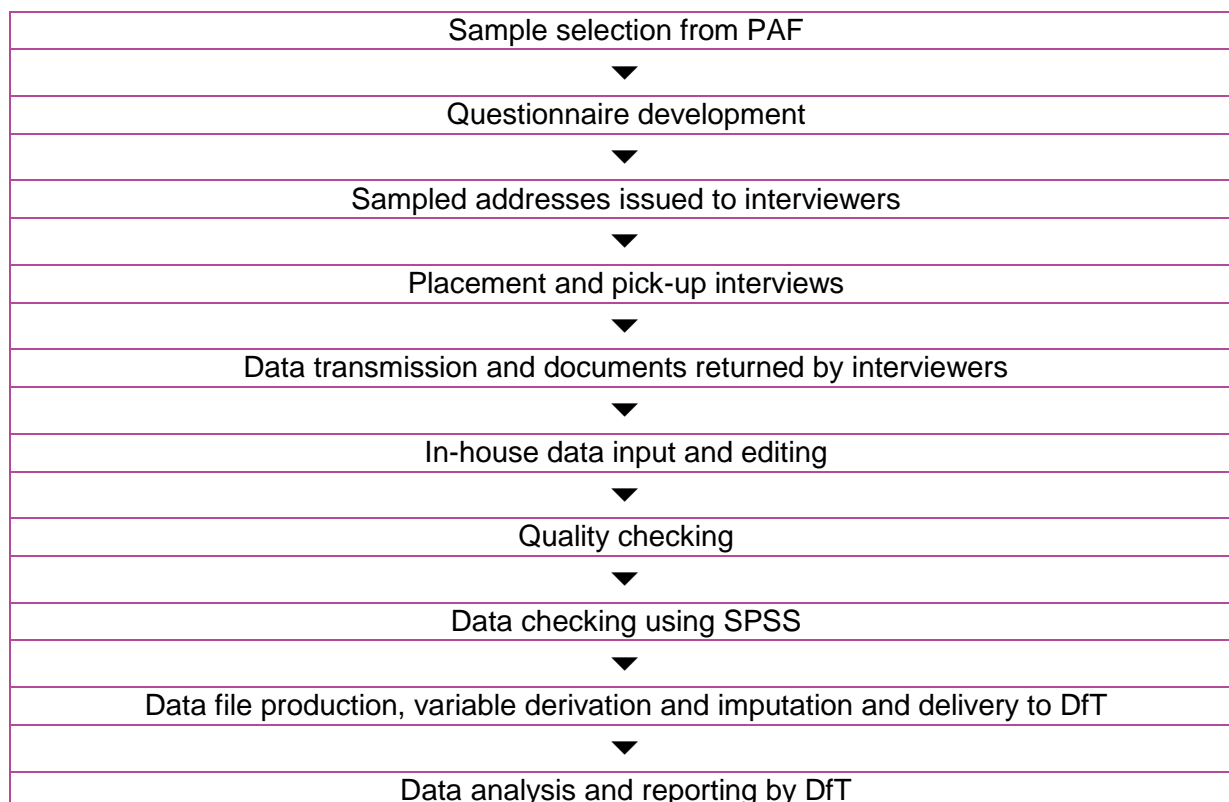 Sample selection from PAF
Questionnaire development
Sampled addresses issued to interviewers
Placement and pick-up interviews
Data transmission and documents returned by interviewers
In-house data input and editing
Quality checking
Data checking using SPSS
Data file production, variable derivation and imputation and delivery to DfT
Data analysis and reporting by DfT